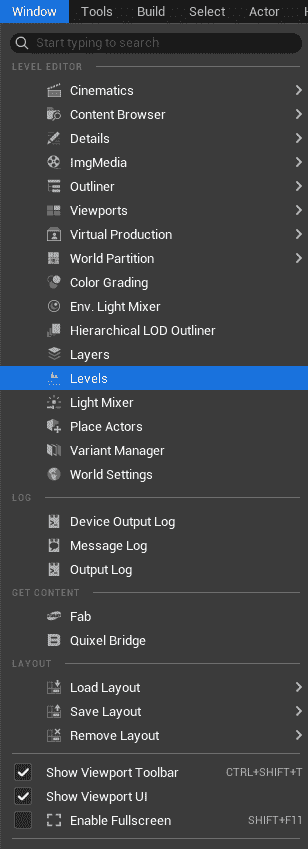 Window Tools Build Select Actor
Start typing to search
LEVEL EDITOR
Cinematics
Content Browser
Details
ImgMedia
Outliner
Viewports
Virtual Production
World Partition
Color Grading
Env. Light Mixer
Hierarchical LOD Outliner
Layers
Levels
Light Mixer
Place Actors
Variant Manager
World Settings
LOG
Device Output Log
Message Log
Output Log
GET CONTENT
Fab
Quixel Bridge
LAYOUT
Load Layout
Save Layout
Remove Layout
Show Viewport Toolbar CTRL+SHIFT+T
Show Viewport UI
Enable Fullscreen SHIFT+F11